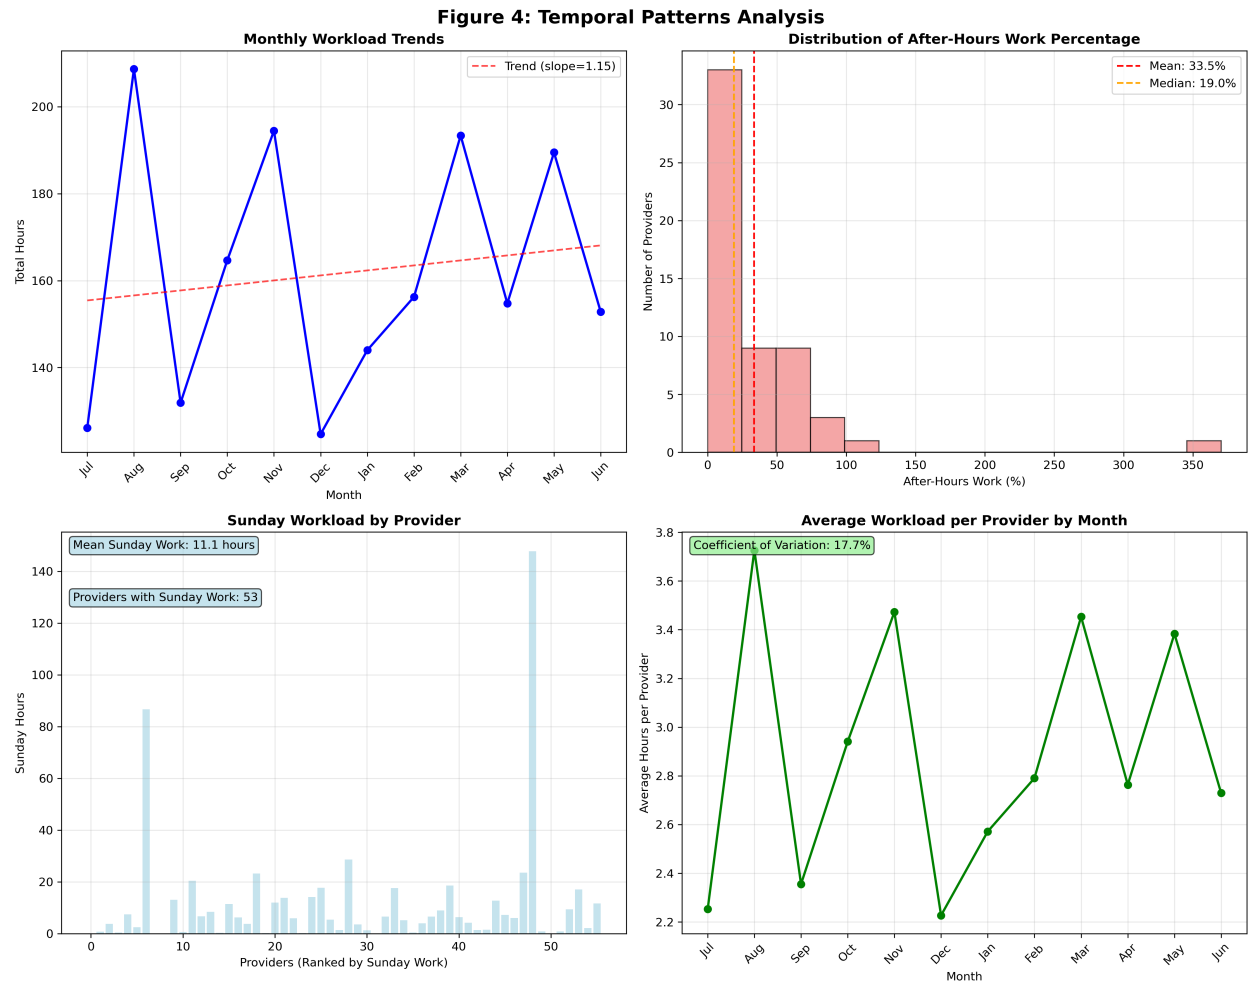 Figure 4: Temporal Patterns Analysis
Monthly Workload Trends
Trend (slope=1.15)
Total Hours
200
180
160
140
Jul
Aug
Sep
Oct
Nov
Dec
Jan
Feb
Mar
Apr
May
Jun
Month
Distribution of After-Hours Work Percentage
Mean: 33.5%
Median: 19.0%
Number of Providers
30
25
20
15
10
5
0
0
50
100
150
200
250
300
350
After-Hours Work (%)
Sunday Workload by Provider
Mean Sunday Work: 11.1 hours
Providers with Sunday Work: 53
Sunday Hours
140
120
100
80
60
40
20
0
0
10
20
30
40
50
Providers (Ranked by Sunday Work)
Average Workload per Provider by Month
Coefficient of Variation: 17.7%
Average Hours per Provider
3.8
3.6
3.4
3.2
3.0
2.8
2.6
2.4
2.2
Jul
Aug
Sep
Oct
Nov
Dec
Jan
Feb
Mar
Apr
May
Jun
Month